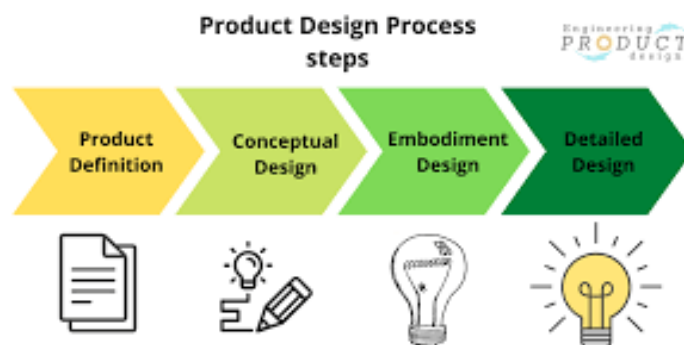 Product Design Process
steps
Engineering
PRODUCT
design
Product
Definition
Conceptual
Design
Embodiment
Design
Detailed
Design